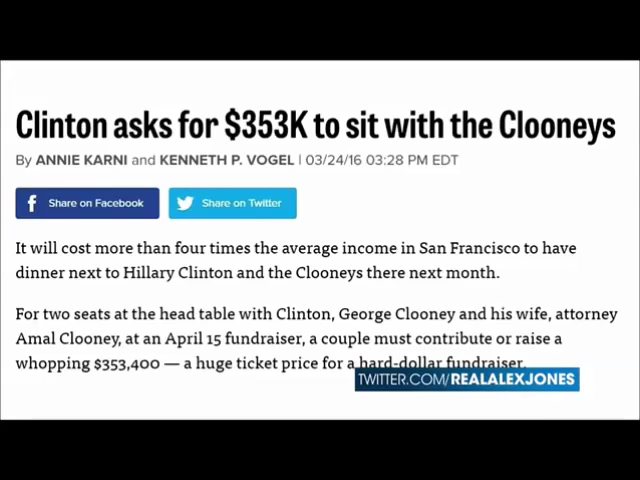 Clinton asks for $353K to sit with the Clooneys
By ANNIE KARNI and KENNETH P. VOGEL | 03/24/16 03:28 PM EDT
f Share on Facebook Share on Twitter
It will cost more than four times the average income in San Francisco to have
dinner next to Hillary Clinton and the Clooneys there next month.
For two seats at the head table with Clinton, George Clooney and his wife, attorney
Amal Clooney, at an April 15 fundraiser, a couple must contribute or raise a
whopping $353,400 — a huge ticket price for a hard-dollar fundraiser.
TWITTER.COM/REALALEXJONES